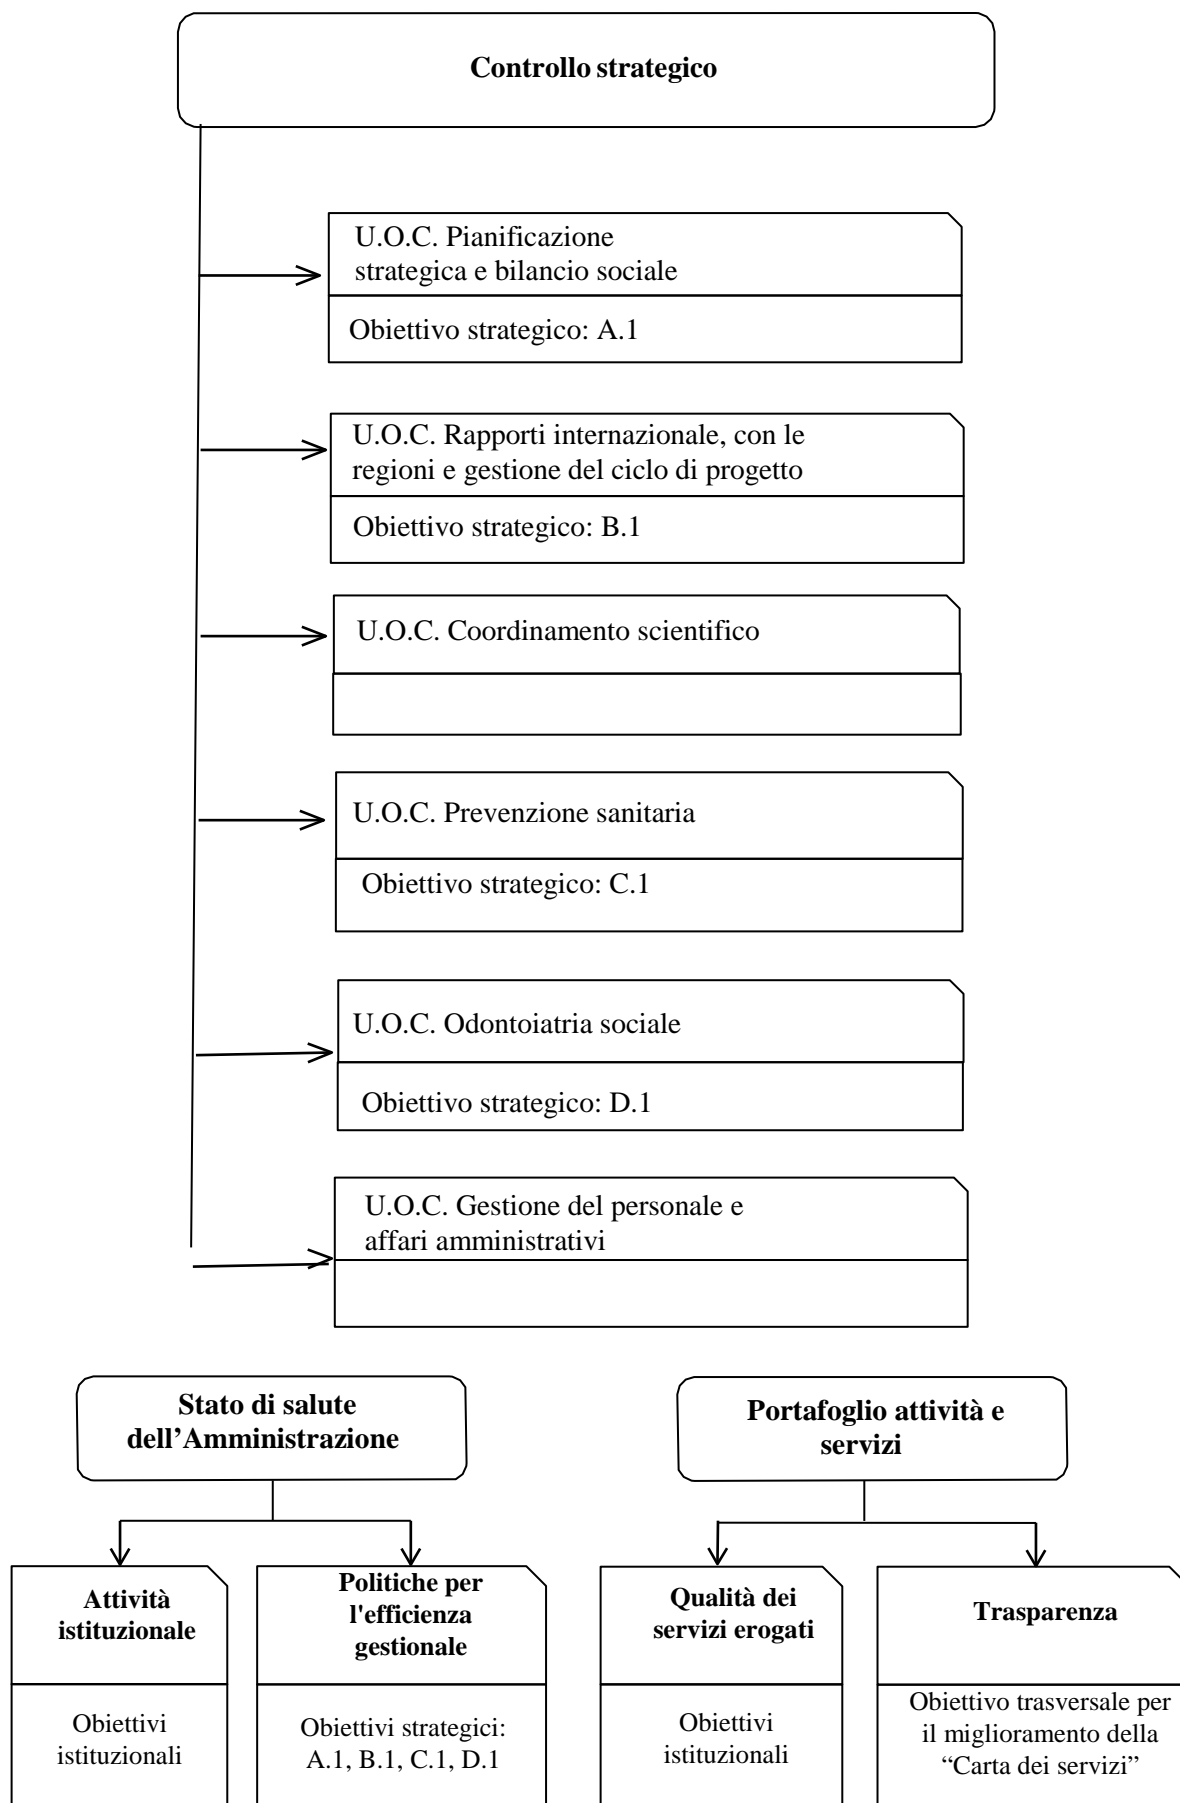 Controllo strategico
U.O.C. Pianificazione
strategica e bilancio sociale
Obiettivo strategico: A.1
U.O.C. Rapporti internazionale, con le
regioni e gestione del ciclo di progetto
Obiettivo strategico: B.1
U.O.C. Coordinamento scientifico
U.O.C. Prevenzione sanitaria
Obiettivo strategico: C.1
U.O.C. Odontoiatria sociale
Obiettivo strategico: D.1
U.O.C. Gestione del personale e
affari amministrativi
Stato di salute
dell’Amministrazione
Portafoglio attività e
servizi
Attività
istituzionale
Obiettivi
istituzionali
Politiche per
l'efficienza
gestionale
Obiettivi strategici:
A.1, B.1, C.1, D.1
Qualità dei
servizi erogati
Obiettivi
istituzionali
Trasparenza
Obiettivo trasversale per
il miglioramento della
“Carta dei servizi”